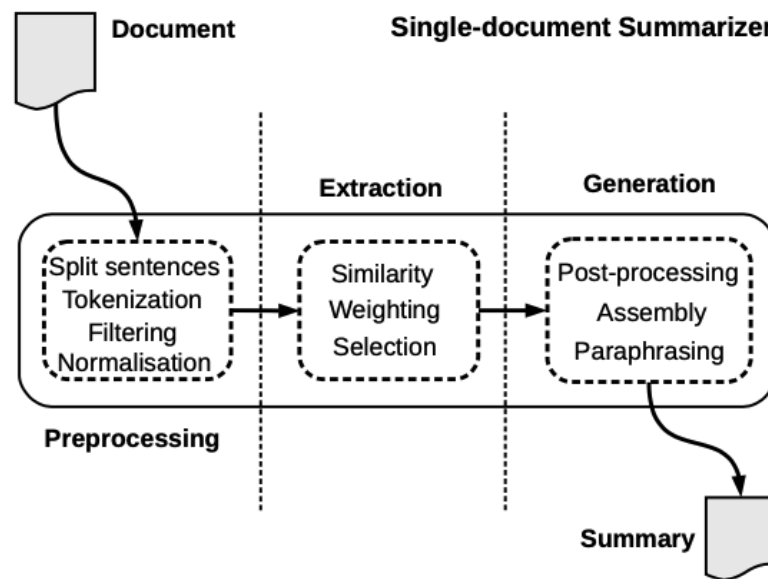 Document
Single-document Summarizer
Extraction
Generation
Split sentences
Tokenization
Filtering
Normalisation
Similarity
Weighting
Selection
Post-processing
Assembly
Paraphrasing
Preprocessing
Summary